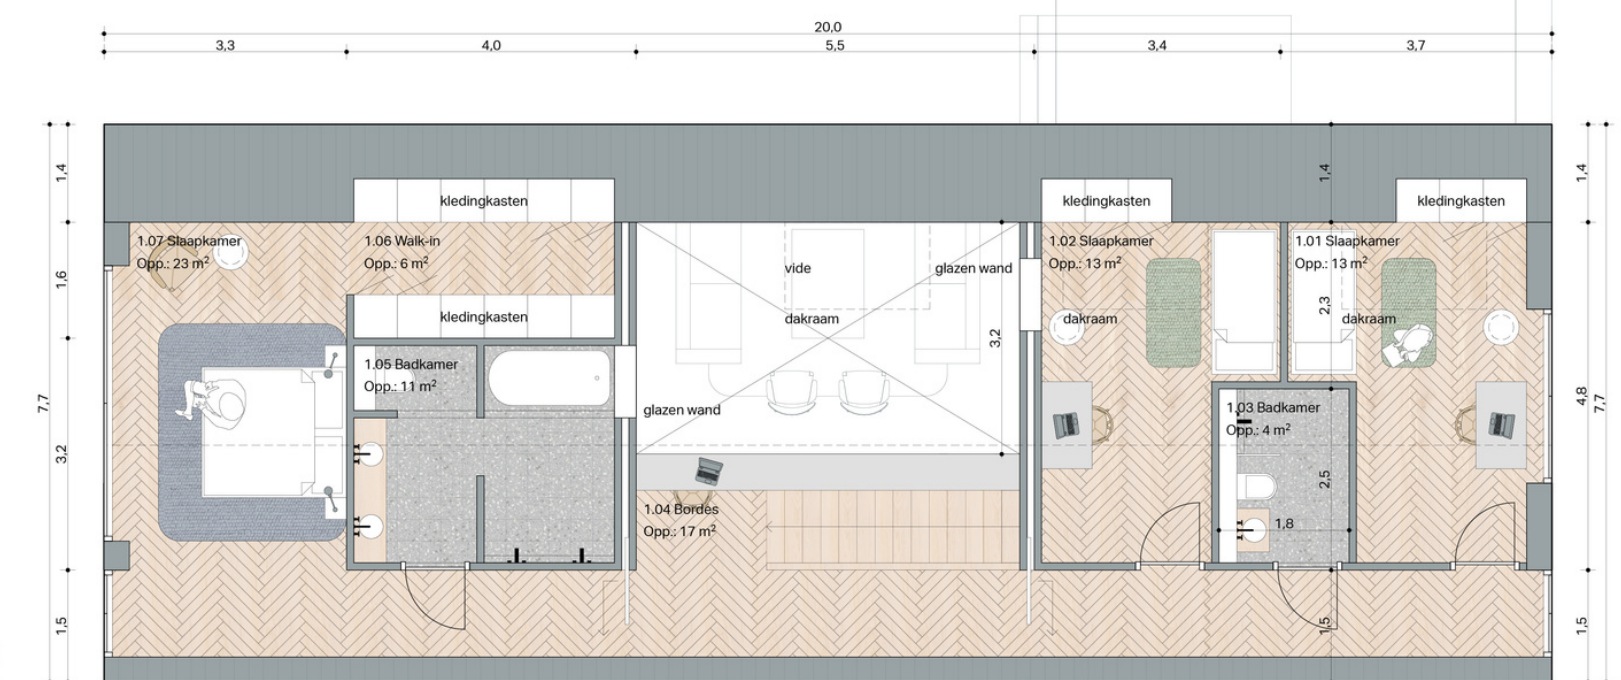 20,0
3,3
4,0
5,5
3,4
3,7
1,4
1,4
1,4
kledingkasten
kledingkasten
kledingkasten
1.07 Slaapkamer
Opp.: 23 m²
1.06 Walk-in
Opp.: 6 m²
vide
glazen wand
1.02 Slaapkamer
Opp.: 13 m²
1.01 Slaapkamer
Opp.: 13 m²
1,6
kledingkasten
dakraam
3,2
dakraam
2,3
dakraam
1.05 Badkamer
Opp.: 11 m²
7,7
glazen wand
1.03 Badkamer
Opp.: 4 m²
4,8
7,7
3,2
2,5
1.04 Bordes
Opp.: 17 m²
1,8
1,5
1,5
1,5